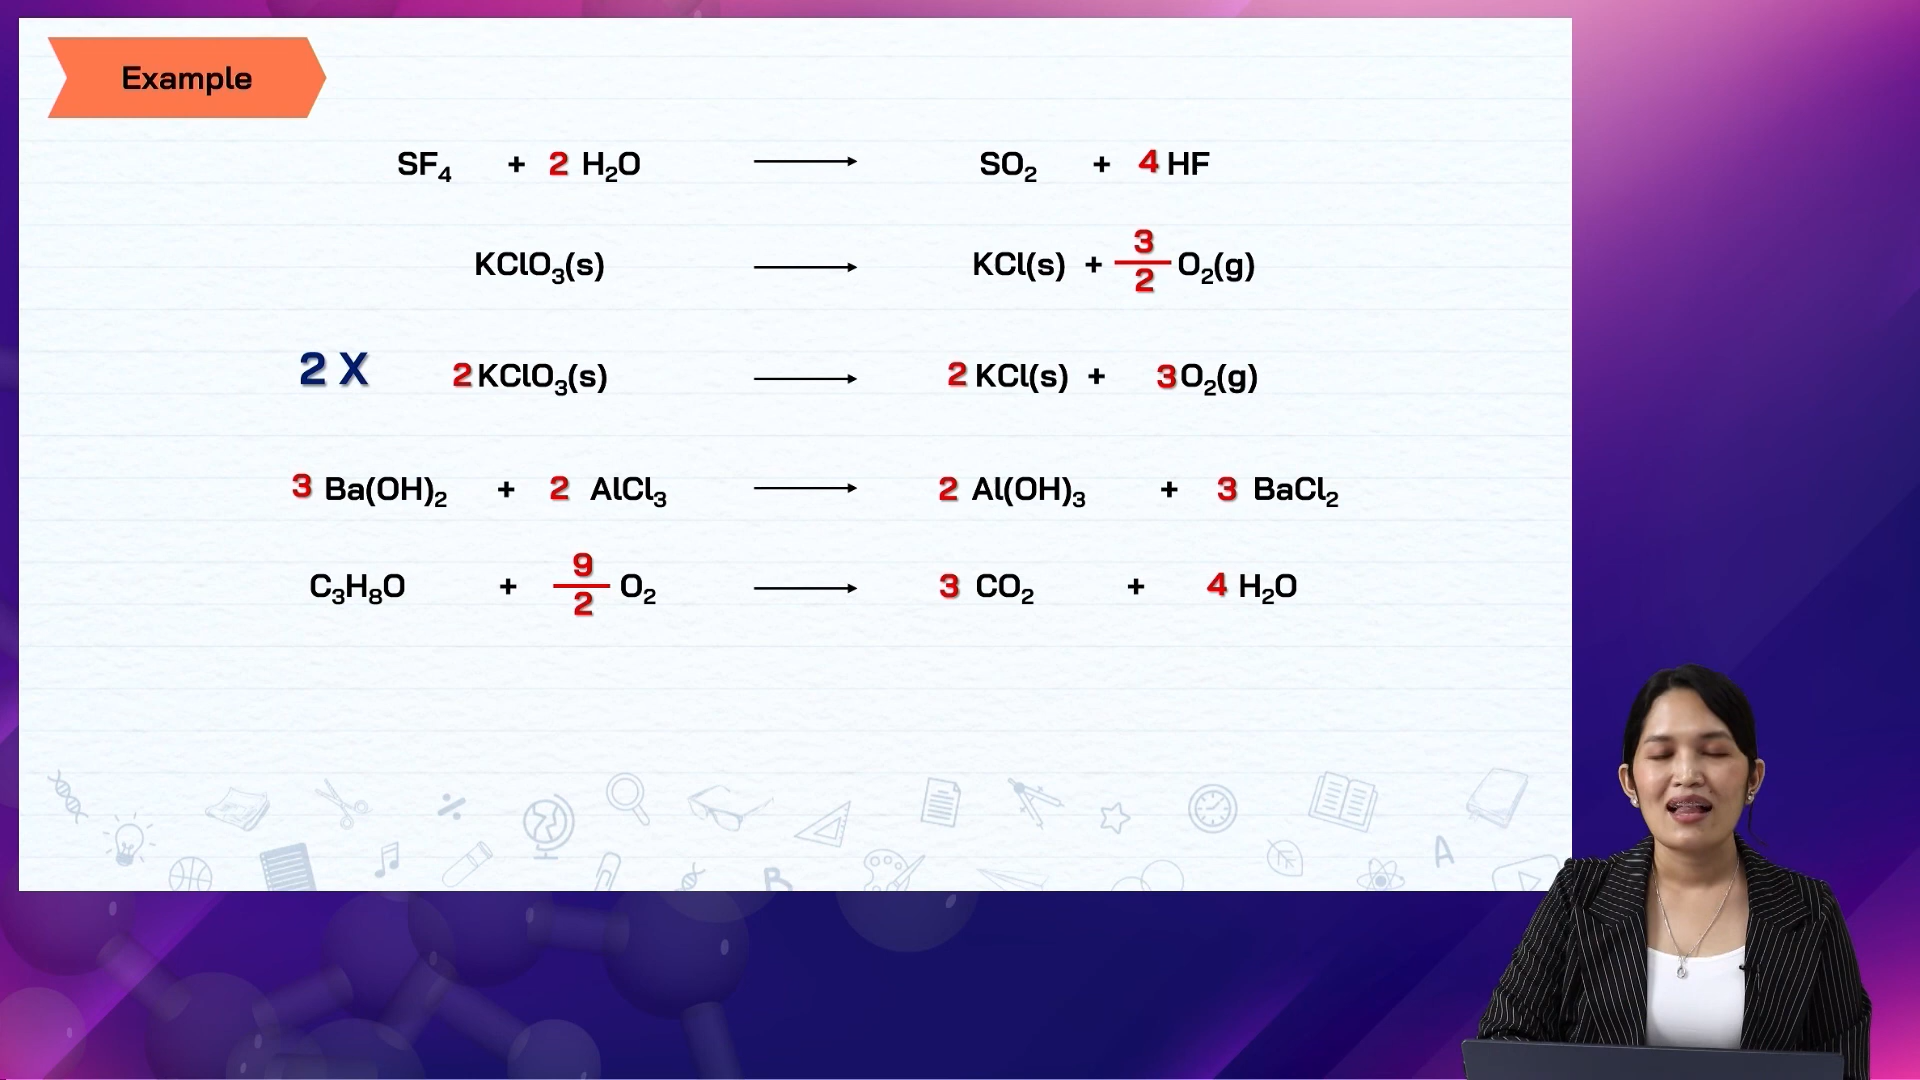 Example
SF₄ + 2 H₂O ⟶ SO₂ + 4 HF
KClO₃(s) ⟶ KCl(s) + 3/2 O₂(g)
2 X 2 KClO₃(s) ⟶ 2 KCl(s) + 3 O₂(g)
3 Ba(OH)₂ + 2 AlCl₃ ⟶ 2 Al(OH)₃ + 3 BaCl₂
C₃H₈O + 9/2 O₂ ⟶ 3 CO₂ + 4 H₂O
A
B